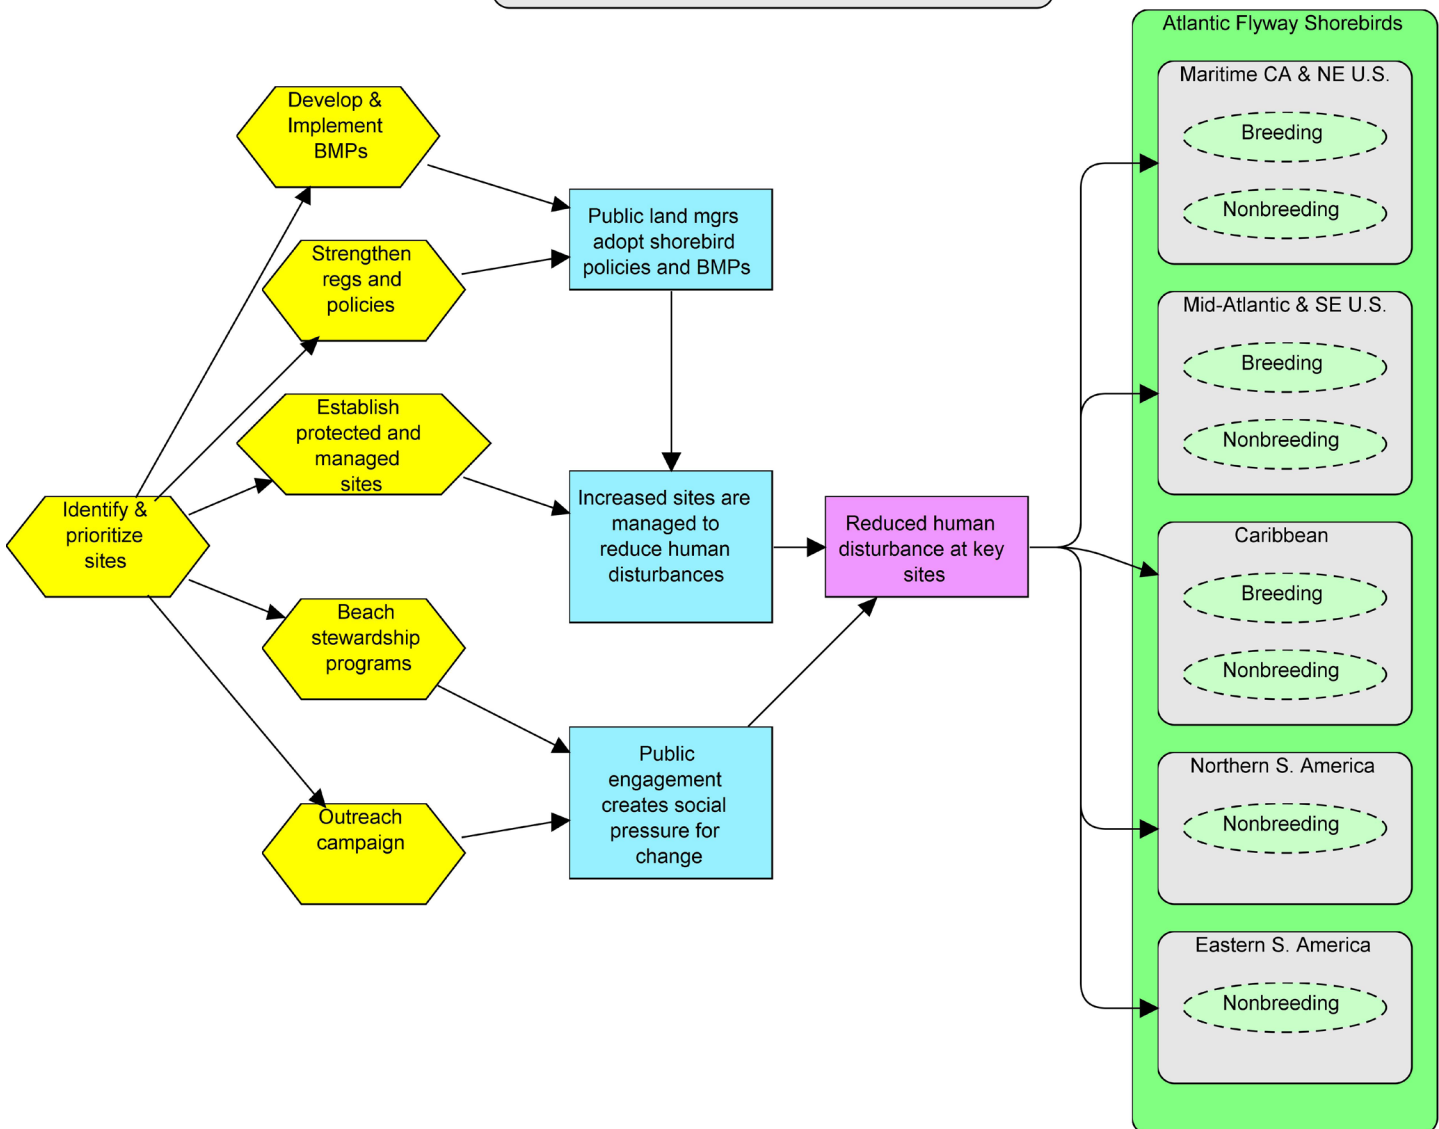 Atlantic Flyway Shorebirds
Maritime CA & NE U.S.
Breeding
Nonbreeding
Mid-Atlantic & SE U.S.
Breeding
Nonbreeding
Caribbean
Breeding
Nonbreeding
Northern S. America
Nonbreeding
Eastern S. America
Nonbreeding
Develop &
Implement
BMPs
Strengthen
regs and
policies
Establish
protected and
managed
sites
Identify &
prioritize
sites
Beach
stewardship
programs
Outreach
campaign
Public land mgrs
adopt shorebird
policies and BMPs
Increased sites are
managed to
reduce human
disturbances
Public
engagement
creates social
pressure for
change
Reduced human
disturbance at key
sites